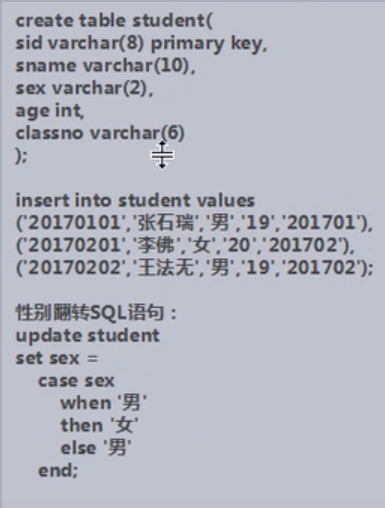 create table student(
sid varchar(8) primary key,
sname varchar(10),
sex varchar(2),
age int,
classno varchar(6)
);
insert into student values
('20170101','张石瑞','男','19','201701'),
('20170201','李佛','女','20','201702'),
('20170202','王法无','男','19','201702');
性别翻转SQL语句：
update student
set sex =
case sex
when '男'
then '女'
else '男'
end;